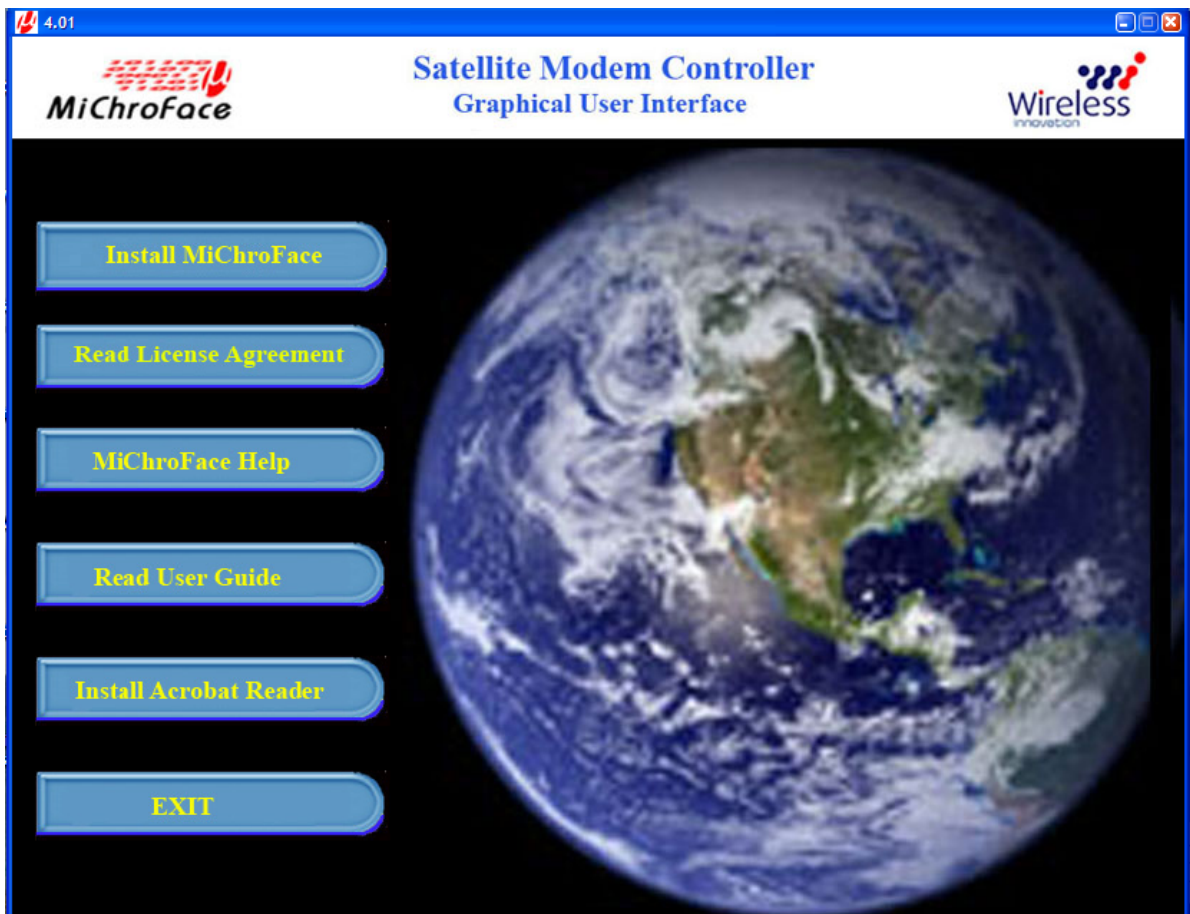 4.01
MiChroFace
Satellite Modem Controller
Graphical User Interface
Wireless
innovation
Install MiChroFace
Read License Agreement
MiChroFace Help
Read User Guide
Install Acrobat Reader
EXIT